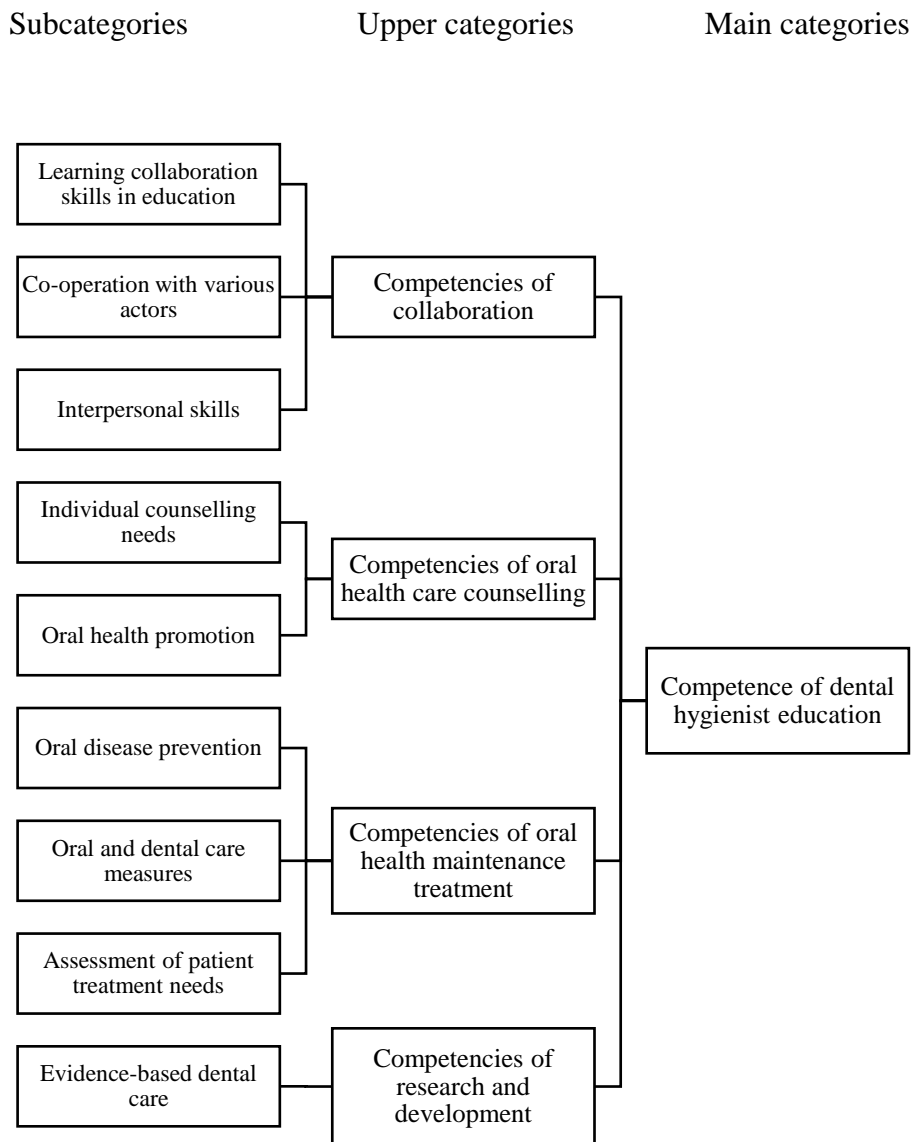 Subcategories
Upper categories
Main categories
Learning collaboration
skills in education
Co-operation with various
actors
Interpersonal skills
Individual counselling
needs
Oral health promotion
Oral disease prevention
Oral and dental care
measures
Assessment of patient
treatment needs
Evidence-based dental
care
Competencies of
collaboration
Competencies of oral
health care counselling
Competencies of oral
health maintenance
treatment
Competencies of
research and
development
Competence of dental
hygienist education